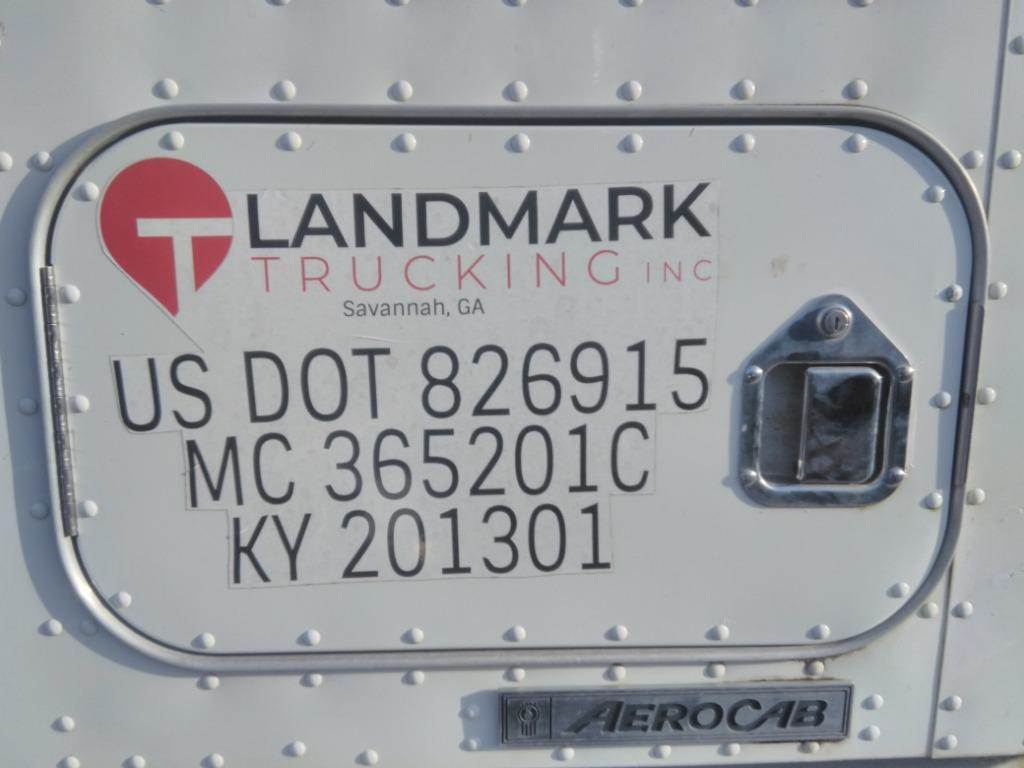 T LANDMARK
TRUCKING INC
Savannah, GA
US DOT 826915
MC 365201C
KY 201301
AEROCAB